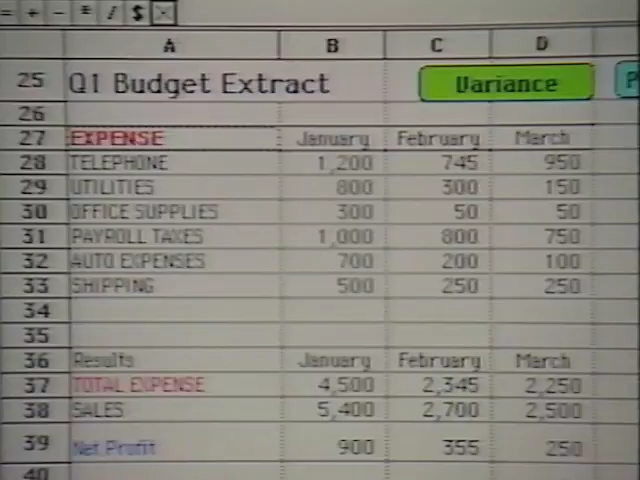 = + - * / $
A B C D
25 Q1 Budget Extract Variance P
26
27 EXPENSE January February March
28 TELEPHONE 1,200 745 950
29 UTILITIES 800 300 150
30 OFFICE SUPPLIES 300 50 50
31 PAYROLL TAXES 1,000 800 750
32 AUTO EXPENSES 700 200 100
33 SHIPPING 500 250 250
34
35
36 Results January February March
37 TOTAL EXPENSE 4,500 2,345 2,250
38 SALES 5,400 2,700 2,500
39 Net Profit 900 355 250
40